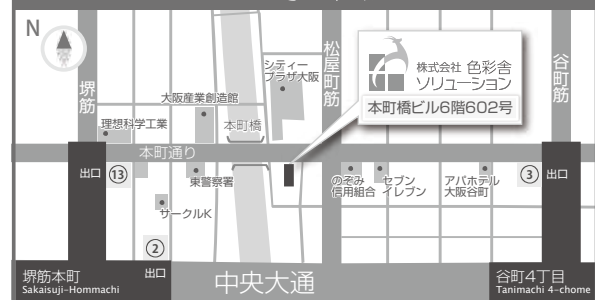 N
堺筋
大阪産業創造館
理想科学工業
シティー
プラザ大阪
松屋町筋
株式会社 色彩舎
ソリューション
本町橋ビル6階602号
谷町筋
本町橋
本町通り
出口 13
東警察署
サークルK
のぞみ
信用組合
セブン
イレブン
アパホテル
大阪谷町
3 出口
2
出口
堺筋本町
Sakaisuji-Hommachi
中央大通
谷町4丁目
Tanimachi 4-chome